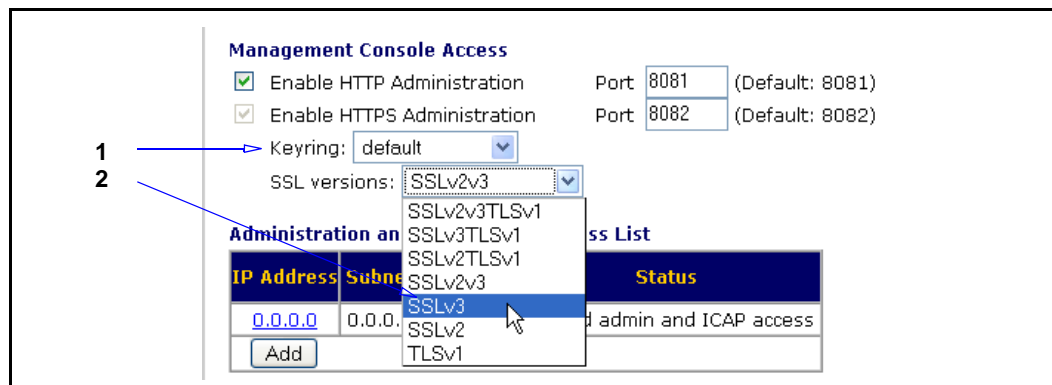 Management Console Access
Enable HTTP Administration Port 8081 (Default: 8081)
Enable HTTPS Administration Port 8082 (Default: 8082)
1 Keyring: default
2 SSL versions: SSLv2v3
SSLv2v3TLSv1
Administration an SSLv3TLSv1 ss List
SSLv2TLSv1
IP Address Subne SSLv2v3 Status
SSLv3
0.0.0.0 0.0.0. d admin and ICAP access
SSLv2
Add TLSv1